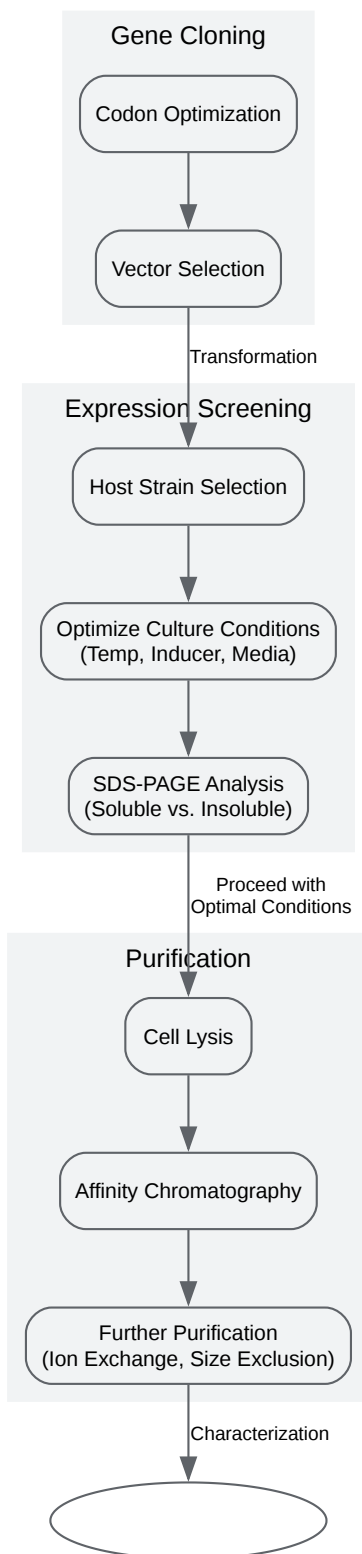 Gene Cloning
Codon Optimization
Vector Selection
Transformation
Expression Screening
Host Strain Selection
Optimize Culture Conditions
(Temp, Inducer, Media)
SDS-PAGE Analysis
(Soluble vs. Insoluble)
Proceed with
Optimal Conditions
Purification
Cell Lysis
Affinity Chromatography
Further Purification
(Ion Exchange, Size Exclusion)
Characterization